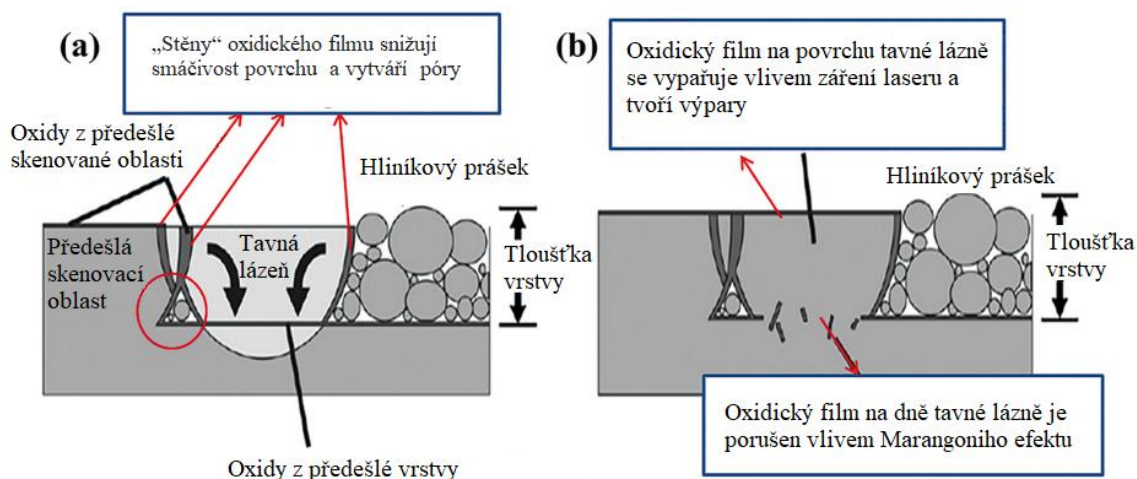 (a)
„Stěny“ oxidického filmu snižují
smáčivost povrchu a vytváří póry
Oxidy z předešlé
skenované oblasti
Hliníkový prášek
Předešlá
skenovací
oblast
Tavná
lázeň
Tloušťka
vrstvy
Oxidy z předešlé vrstvy
(b)
Oxidický film na povrchu tavné lázně
se vypařuje vlivem záření laseru a
tvoří výpary
Hliníkový prášek
Tloušťka
vrstvy
Oxidický film na dně tavné lázně je
porušen vlivem Marangoniho efektu